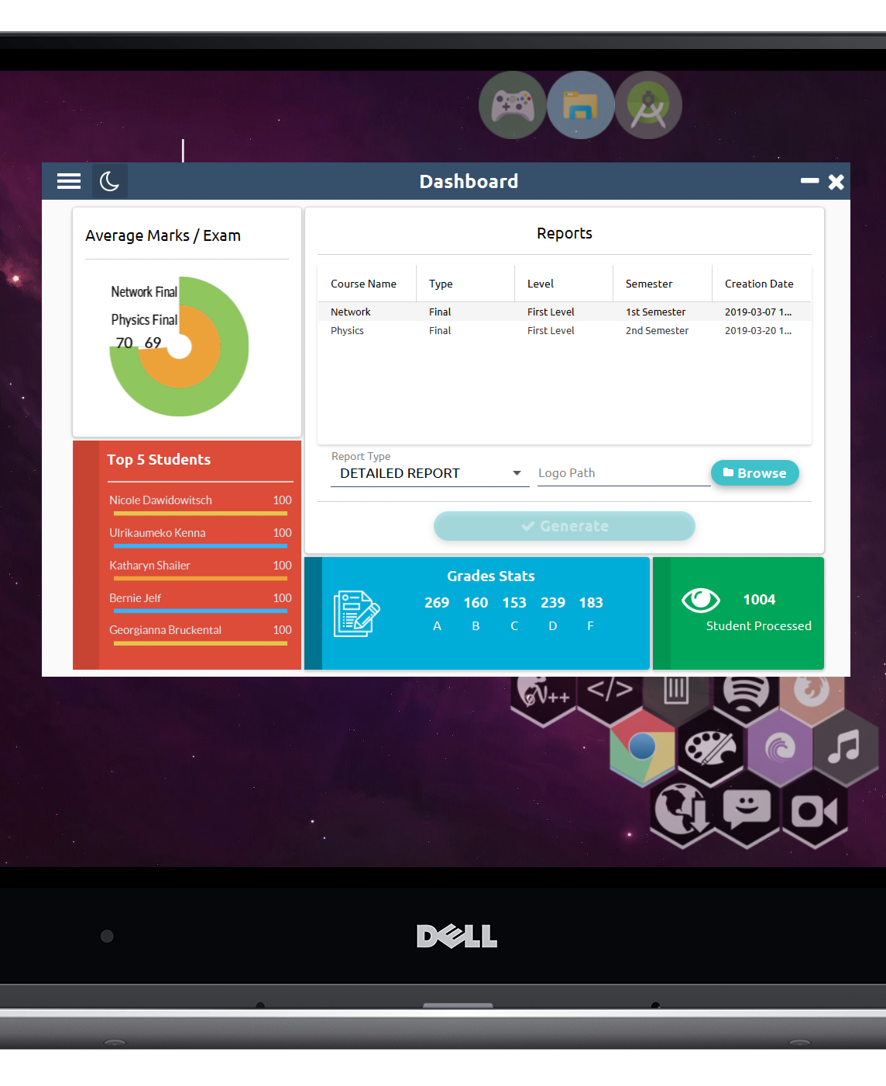 Dashboard
Average Marks / Exam
Network Final
Physics Final
70 69
Reports
Course Name Type Level Semester Creation Date
Network Final First Level 1st Semester 2019-03-07 1...
Physics Final First Level 2nd Semester 2019-03-20 1...
Report Type
DETAILED REPORT Logo Path Browse
Generate
Top 5 Students
Nicole Dawidowitsch 100
Ulrikaumeko Kenna 100
Katharyn Shailer 100
Bernie Jelf 100
Georgianna Bruckental 100
Grades Stats
269 160 153 239 183
A B C D F
1004
Student Processed
V++ </>
DELL